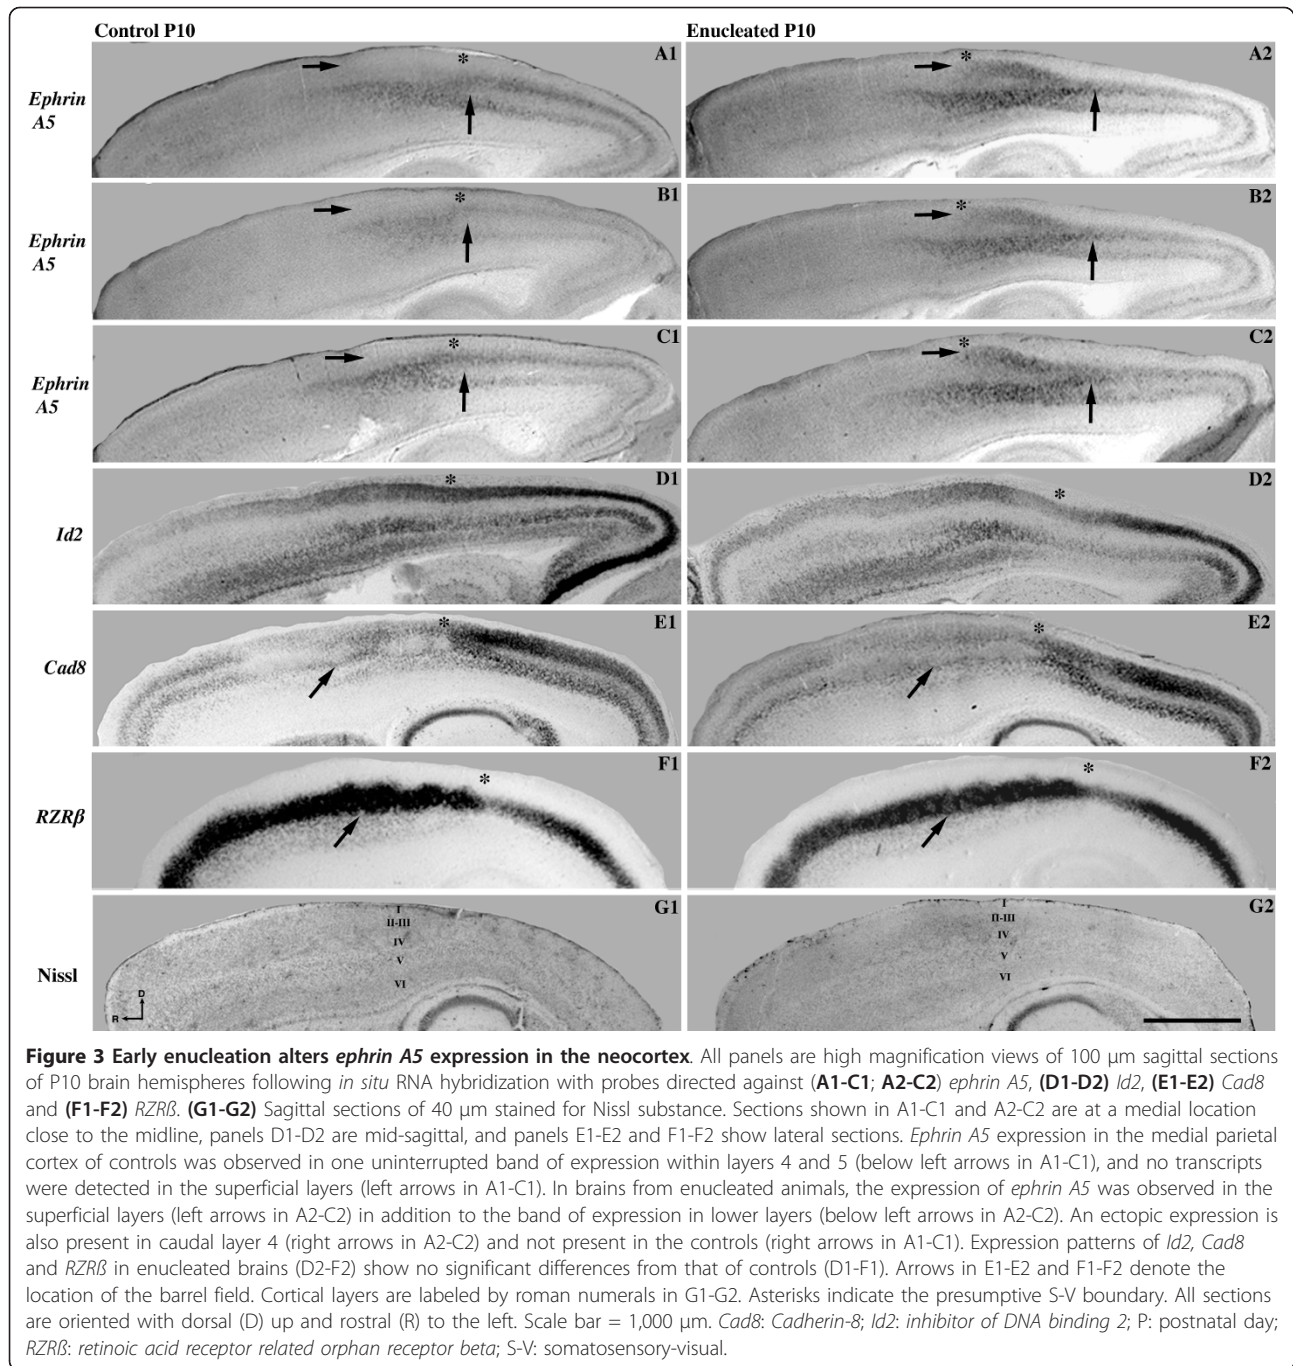 Control P10
Enucleated P10
Ephrin A5
* A1
* A2
Ephrin A5
* B1
* B2
Ephrin A5
* C1
* C2
Id2
* D1
* D2
Cad8
* E1
* E2
RZRß
* F1
* F2
Nissl
G1
I
II-III
IV
V
VI
D
R
G2
I
II-III
IV
V
VI
Figure 3 Early enucleation alters ephrin A5 expression in the neocortex. All panels are high magnification views of 100 μm sagittal sections
of P10 brain hemispheres following in situ RNA hybridization with probes directed against (A1-C1; A2-C2) ephrin A5, (D1-D2) Id2, (E1-E2) Cad8
and (F1-F2) RZRß. (G1-G2) Sagittal sections of 40 μm stained for Nissl substance. Sections shown in A1-C1 and A2-C2 are at a medial location
close to the midline, panels D1-D2 are mid-sagittal, and panels E1-E2 and F1-F2 show lateral sections. Ephrin A5 expression in the medial parietal
cortex of controls was observed in one uninterrupted band of expression within layers 4 and 5 (below left arrows in A1-C1), and no transcripts
were detected in the superficial layers (left arrows in A1-C1). In brains from enucleated animals, the expression of ephrin A5 was observed in the
superficial layers (left arrows in A2-C2) in addition to the band of expression in lower layers (below left arrows in A2-C2). An ectopic expression is
also present in caudal layer 4 (right arrows in A2-C2) and not present in the controls (right arrows in A1-C1). Expression patterns of Id2, Cad8
and RZRß in enucleated brains (D2-F2) show no significant differences from that of controls (D1-F1). Arrows in E1-E2 and F1-F2 denote the
location of the barrel field. Cortical layers are labeled by roman numerals in G1-G2. Asterisks indicate the presumptive S-V boundary. All sections
are oriented with dorsal (D) up and rostral (R) to the left. Scale bar = 1,000 μm. Cad8: Cadherin-8; Id2: inhibitor of DNA binding 2; P: postnatal day;
RZRß: retinoic acid receptor related orphan receptor beta; S-V: somatosensory-visual.